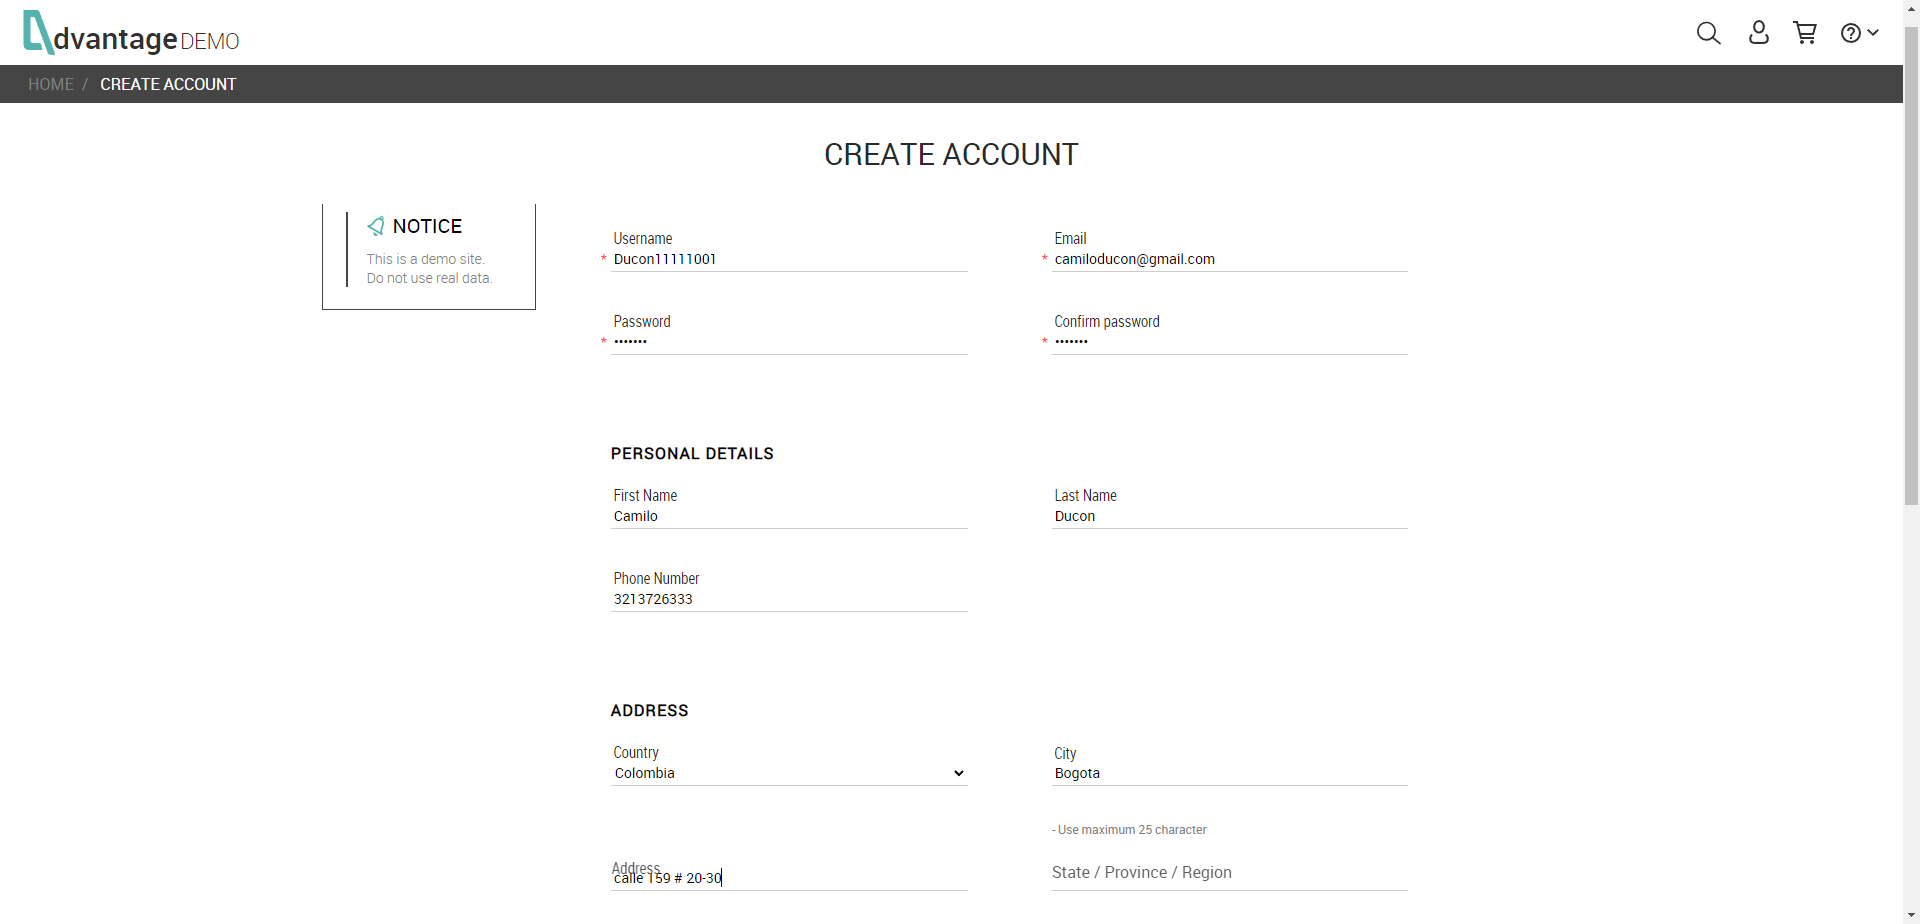 dvantage DEMO
HOME / CREATE ACCOUNT
CREATE ACCOUNT
NOTICE
This is a demo site.
Do not use real data.
Username
* Ducon11111001
Email
* camiloducon@gmail.com
Password
* •••••••
Confirm password
* •••••••
PERSONAL DETAILS
First Name
Camilo
Last Name
Ducon
Phone Number
3213726333
ADDRESS
Country
Colombia
City
Bogota
- Use maximum 25 character
Address
calle 159 # 20-30
State / Province / Region